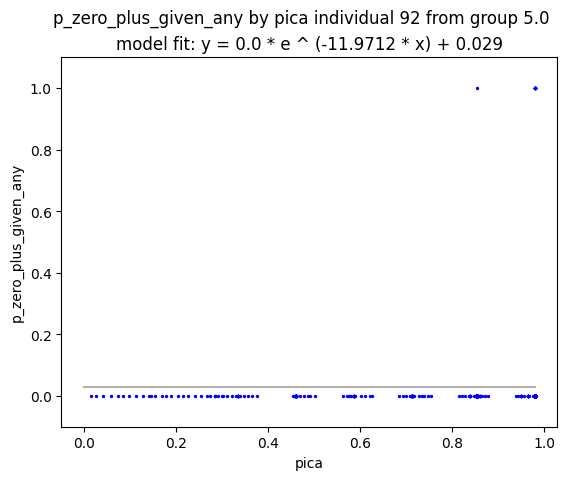 p_zero_plus_given_any by pica individual 92 from group 5.0
model fit: y = 0.0 * e ^ (-11.9712 * x) + 0.029
1.0
0.8
0.6
0.4
0.2
0.0
p_zero_plus_given_any
0.0 0.2 0.4 0.6 0.8 1.0
pica